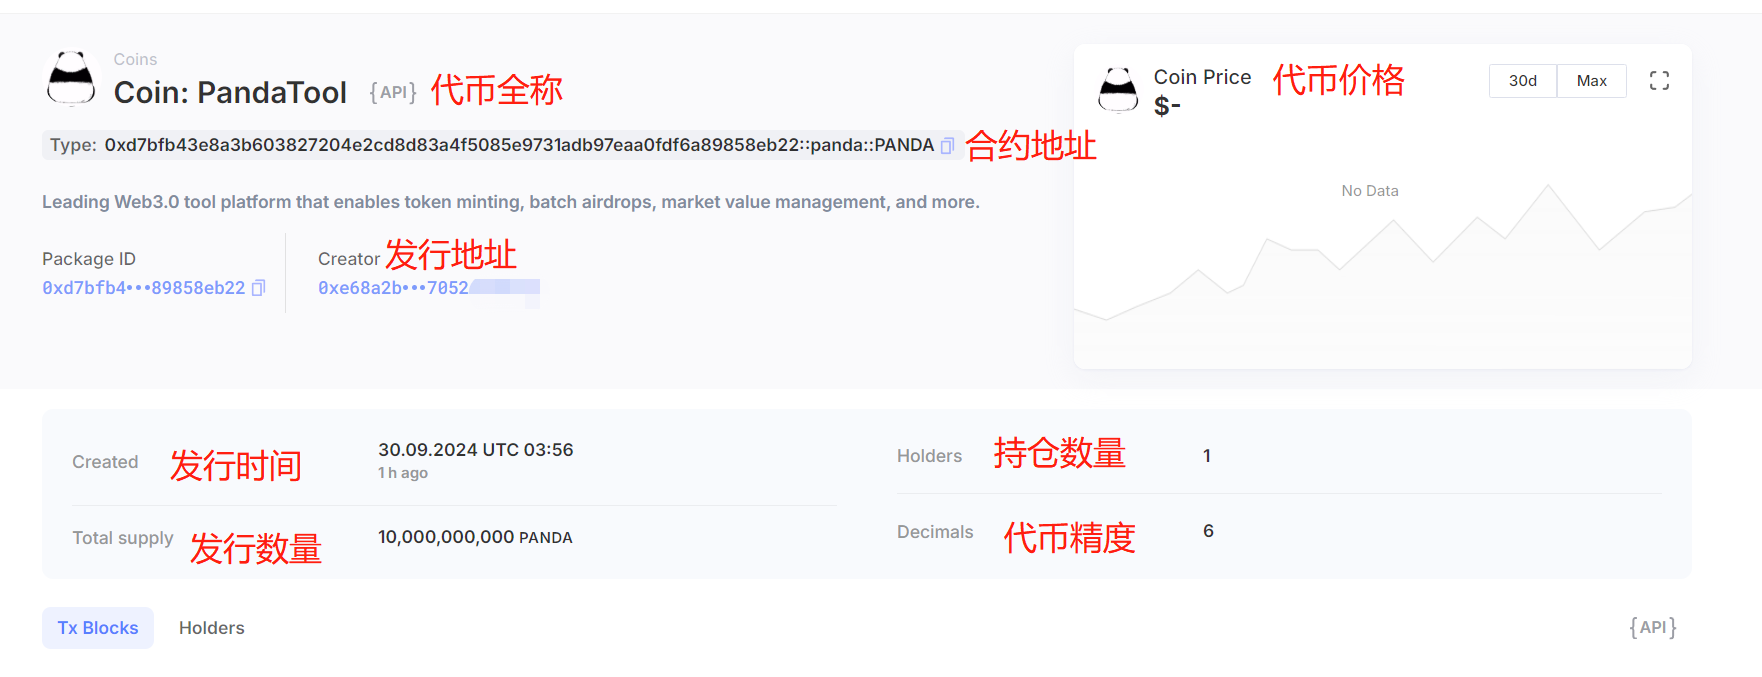 Coins
Coin: PandaTool {API} 代币全称
Type: 0xd7bfb43e8a3b603827204e2cd8d83a4f5085e9731adb97eaa0fdf6a89858eb22::panda::PANDA 合约地址
Leading Web3.0 tool platform that enables token minting, batch airdrops, market value management, and more.
Package ID
0xd7bfb4•••89858eb22
Creator 发行地址
0xe68a2b•••7052
Coin Price 代币价格
$-
30d Max
No Data
Created 发行时间 30.09.2024 UTC 03:56
1 h ago
Total supply 发行数量 10,000,000,000 PANDA
Holders 持仓数量 1
Decimals 代币精度 6
Tx Blocks Holders {API}